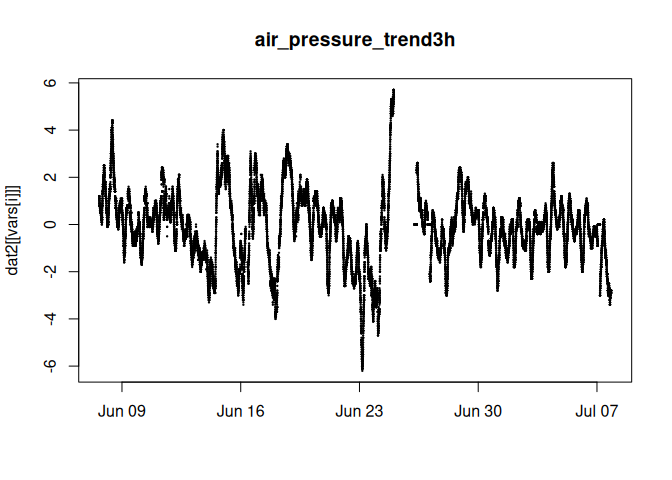 air_pressure_trend3h
dat2[[vars[i]]]
6
4
2
0
-2
-4
-6
Jun 09
Jun 16
Jun 23
Jun 30
Jul 07